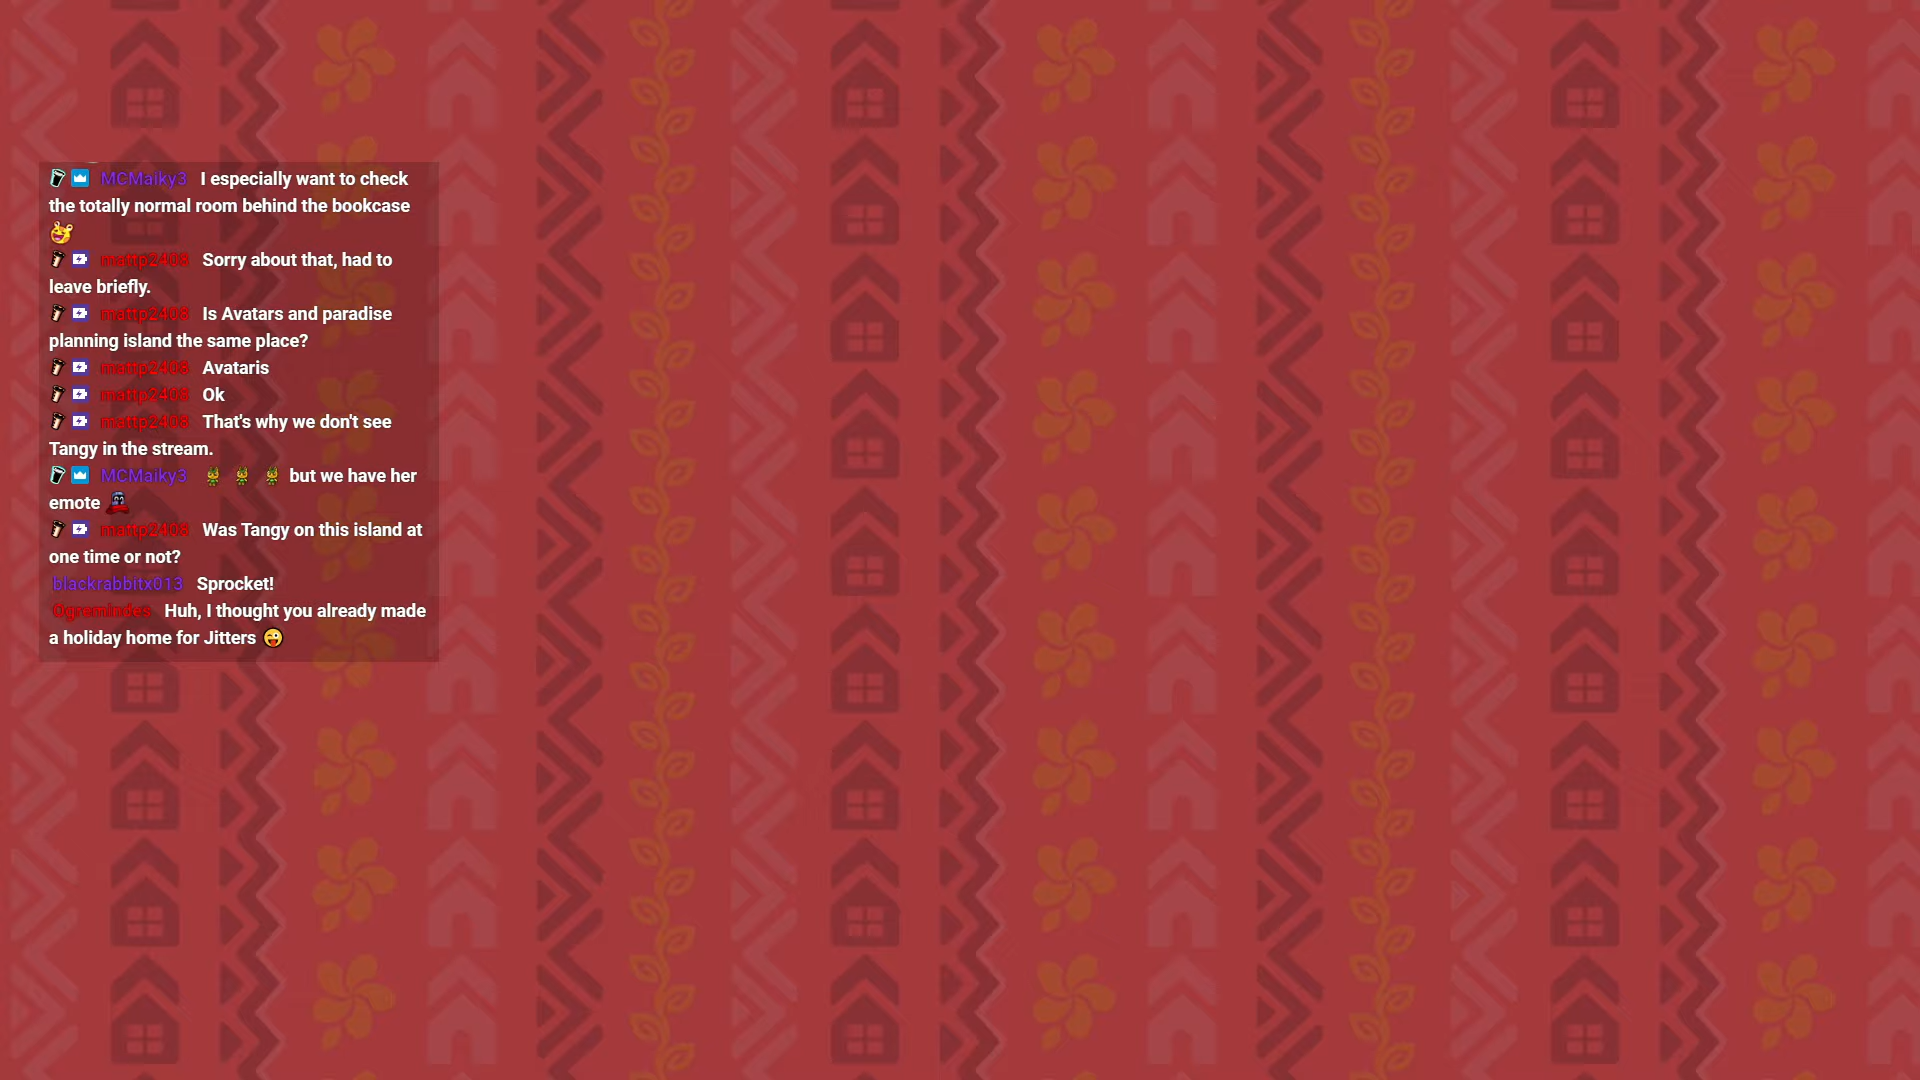 MCMaiky3 I especially want to check
the totally normal room behind the bookcase
mattp2408 Sorry about that, had to
leave briefly.
mattp2408 Is Avatars and paradise
planning island the same place?
mattp2408 Avataris
mattp2408 Ok
mattp2408 That's why we don't see
Tangy in the stream.
MCMaiky3 but we have her
emote
mattp2408 Was Tangy on this island at
one time or not?
blackrabbitx013 Sprocket!
Ogremindes Huh, I thought you already made
a holiday home for Jitters